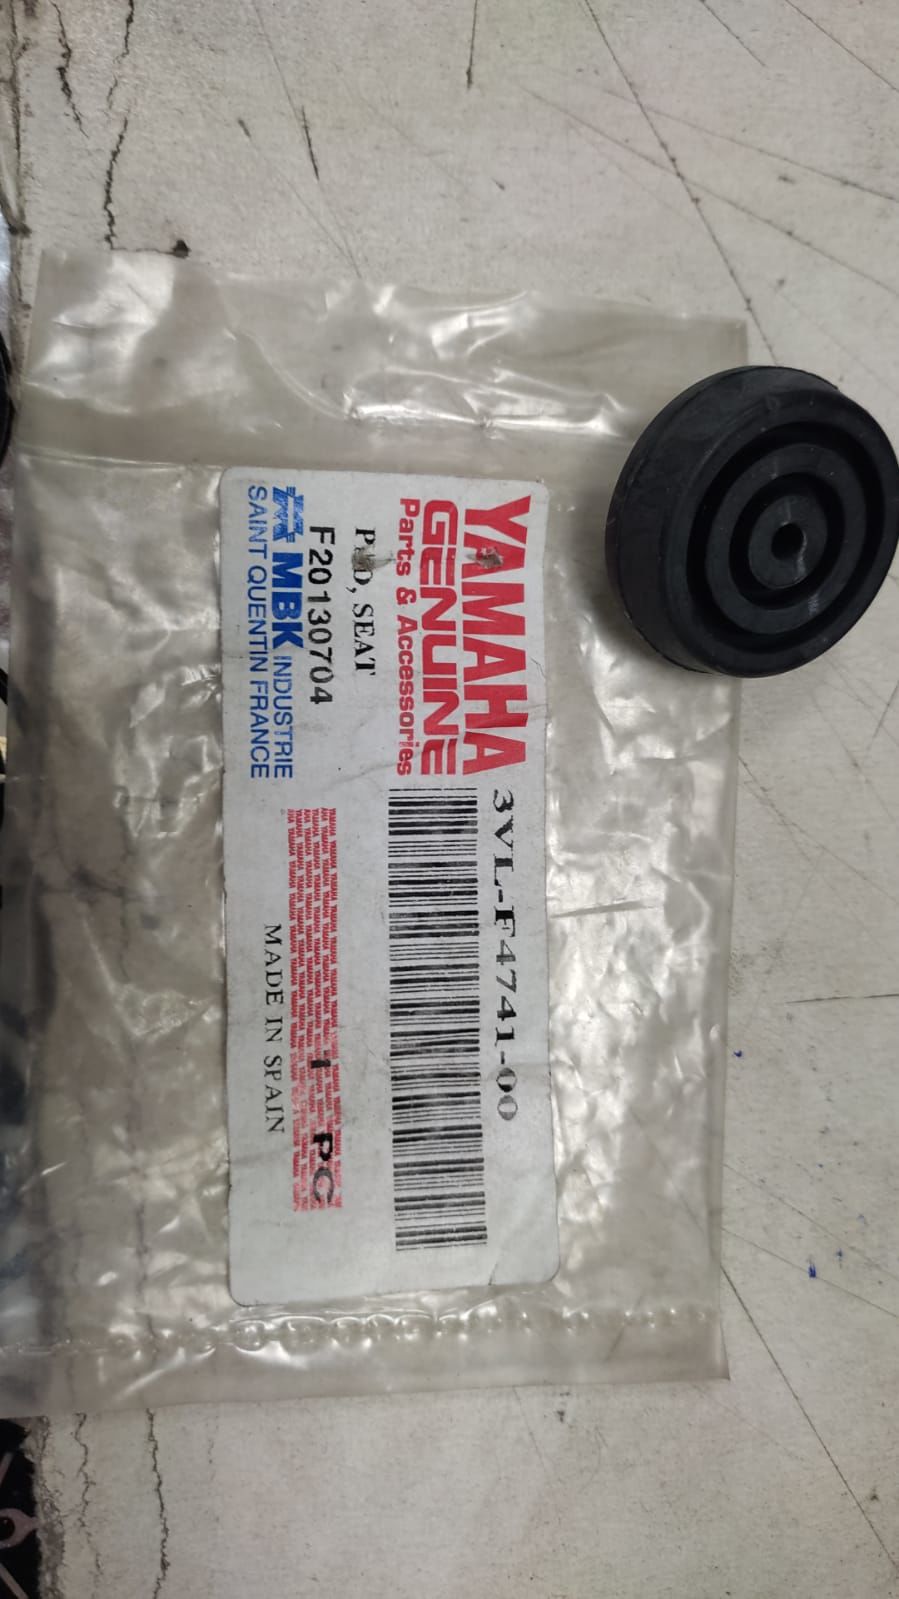 YAMAHA
GENUINE
Parts & Accessories
3VL-F4741-00
SEAT
F20130704
MBK INDUSTRIE
SAINT QUENTIN FRANCE
1 PC
MADE IN SPAIN